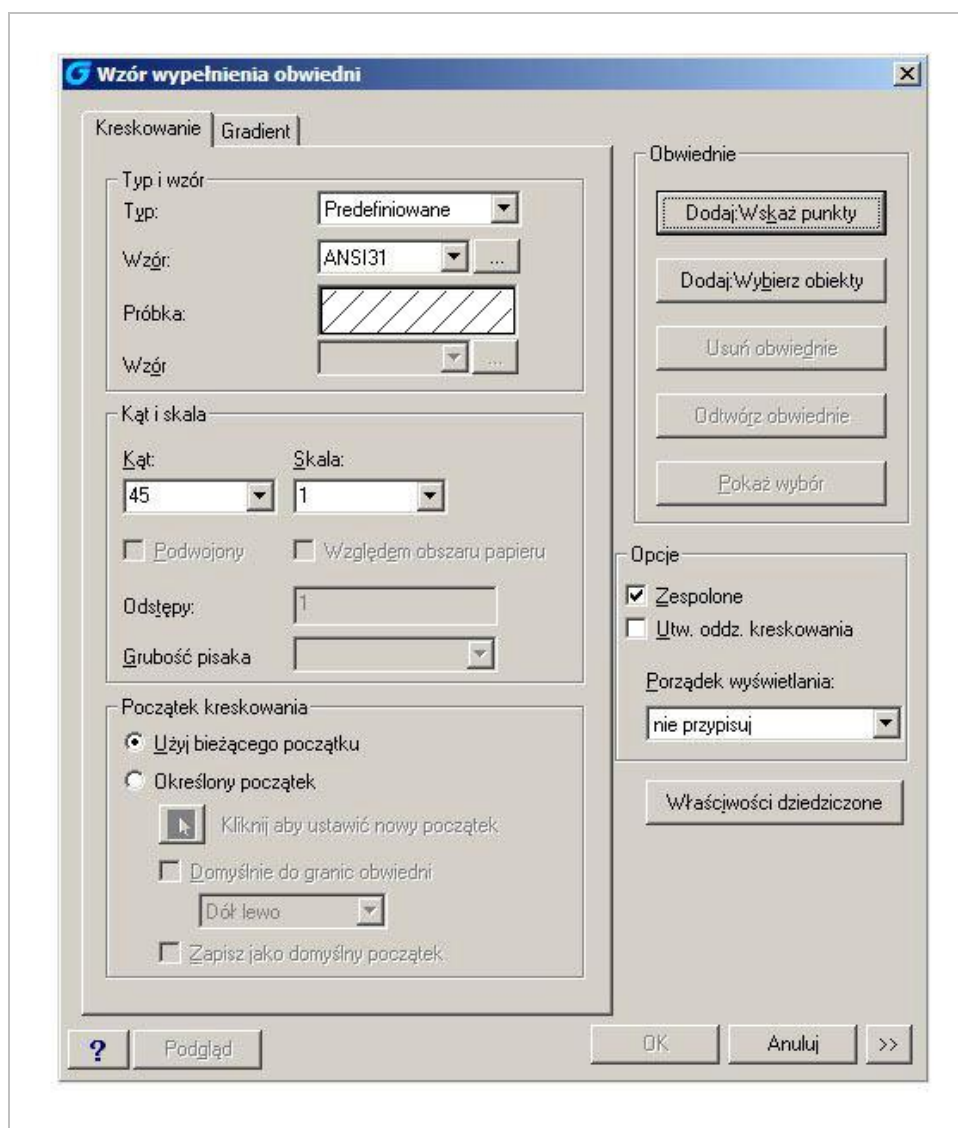 Wzór wypełnienia obwiedni
Kreskowanie
Gradient
Typ i wzór
Typ:
Predefiniowane
Wzór:
ANSI31
...
Próbka:
Wzór
...
Kąt i skala
Kąt:
Skala:
45
1
Podwojony
Względem obszaru papieru
Odstępy:
1
Grubość pisaka
Początek kreskowania
Użyj bieżącego początku
Określony początek
Kliknij aby ustawić nowy początek
Domyślnie do granic obwiedni
Dół lewo
Zapisz jako domyślny początek
Obwiednie
Dodaj:Wskaż punkty
Dodaj:Wybierz obiekty
Usuń obwiednie
Odtwórz obwiednie
Pokaż wybór
Opcje
Zespolone
Utw. oddz. kreskowania
Porządek wyświetlania:
nie przypisuj
Właściwości dziedziczone
?
Podgląd
OK
Anuluj
>>